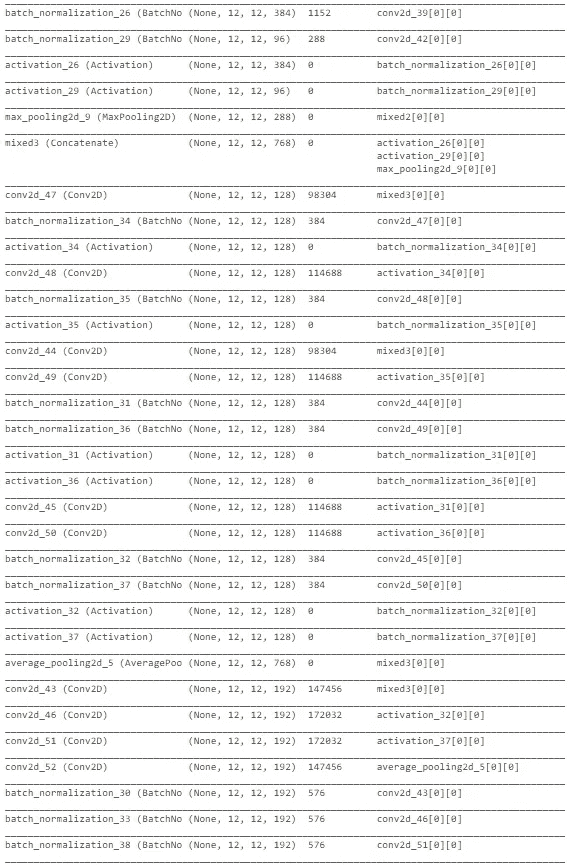 batch_normalization_26 (BatchNo (None, 12, 12, 384) 1152 conv2d_39[0][0]
batch_normalization_29 (BatchNo (None, 12, 12, 96) 288 conv2d_42[0][0]
activation_26 (Activation) (None, 12, 12, 384) 0 batch_normalization_26[0][0]
activation_29 (Activation) (None, 12, 12, 96) 0 batch_normalization_29[0][0]
max_pooling2d_9 (MaxPooling2D) (None, 12, 12, 288) 0 mixed2[0][0]
mixed3 (Concatenate) (None, 12, 12, 768) 0 activation_26[0][0]
activation_29[0][0]
max_pooling2d_9[0][0]
conv2d_47 (Conv2D) (None, 12, 12, 128) 98304 mixed3[0][0]
batch_normalization_34 (BatchNo (None, 12, 12, 128) 384 conv2d_47[0][0]
activation_34 (Activation) (None, 12, 12, 128) 0 batch_normalization_34[0][0]
conv2d_48 (Conv2D) (None, 12, 12, 128) 114688 activation_34[0][0]
batch_normalization_35 (BatchNo (None, 12, 12, 128) 384 conv2d_48[0][0]
activation_35 (Activation) (None, 12, 12, 128) 0 batch_normalization_35[0][0]
conv2d_44 (Conv2D) (None, 12, 12, 128) 98304 mixed3[0][0]
conv2d_49 (Conv2D) (None, 12, 12, 128) 114688 activation_35[0][0]
batch_normalization_31 (BatchNo (None, 12, 12, 128) 384 conv2d_44[0][0]
batch_normalization_36 (BatchNo (None, 12, 12, 128) 384 conv2d_49[0][0]
activation_31 (Activation) (None, 12, 12, 128) 0 batch_normalization_31[0][0]
activation_36 (Activation) (None, 12, 12, 128) 0 batch_normalization_36[0][0]
conv2d_45 (Conv2D) (None, 12, 12, 128) 114688 activation_31[0][0]
conv2d_50 (Conv2D) (None, 12, 12, 128) 114688 activation_36[0][0]
batch_normalization_32 (BatchNo (None, 12, 12, 128) 384 conv2d_45[0][0]
batch_normalization_37 (BatchNo (None, 12, 12, 128) 384 conv2d_50[0][0]
activation_32 (Activation) (None, 12, 12, 128) 0 batch_normalization_32[0][0]
activation_37 (Activation) (None, 12, 12, 128) 0 batch_normalization_37[0][0]
average_pooling2d_5 (AveragePoo (None, 12, 12, 768) 0 mixed3[0][0]
conv2d_43 (Conv2D) (None, 12, 12, 192) 147456 mixed3[0][0]
conv2d_46 (Conv2D) (None, 12, 12, 192) 172032 activation_32[0][0]
conv2d_51 (Conv2D) (None, 12, 12, 192) 172032 activation_37[0][0]
conv2d_52 (Conv2D) (None, 12, 12, 192) 147456 average_pooling2d_5[0][0]
batch_normalization_30 (BatchNo (None, 12, 12, 192) 576 conv2d_43[0][0]
batch_normalization_33 (BatchNo (None, 12, 12, 192) 576 conv2d_46[0][0]
batch_normalization_38 (BatchNo (None, 12, 12, 192) 576 conv2d_51[0][0]